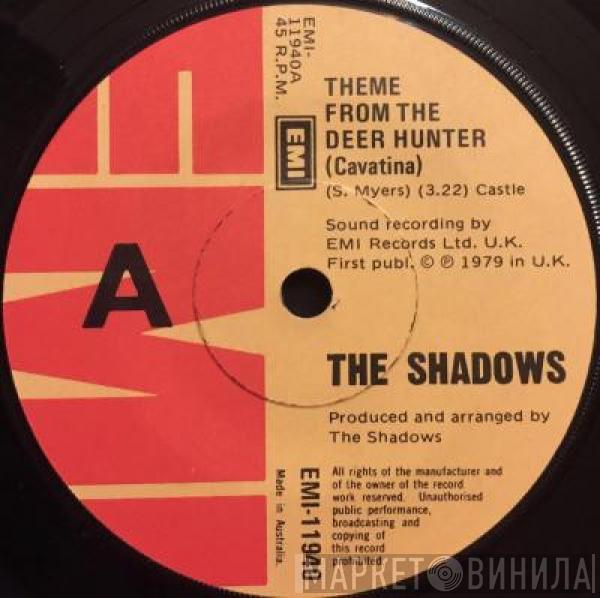 EMI-
11940A
45 R.P.M.
EMI
THEME
FROM THE
DEER HUNTER
(Cavatina)
(S. Myers) (3.22) Castle
Sound recording by
EMI Records Ltd. U.K.
First publ. © ℗ 1979 in U.K.
A
THE SHADOWS
Produced and arranged by
The Shadows
EMI-11940
Made in Australia.
All rights of the manufacturer and
of the owner of the record
work reserved. Unauthorised
public performance,
broadcasting and
copying of
this record
prohibited
МАРКЕТ ВИНИЛА
EMI